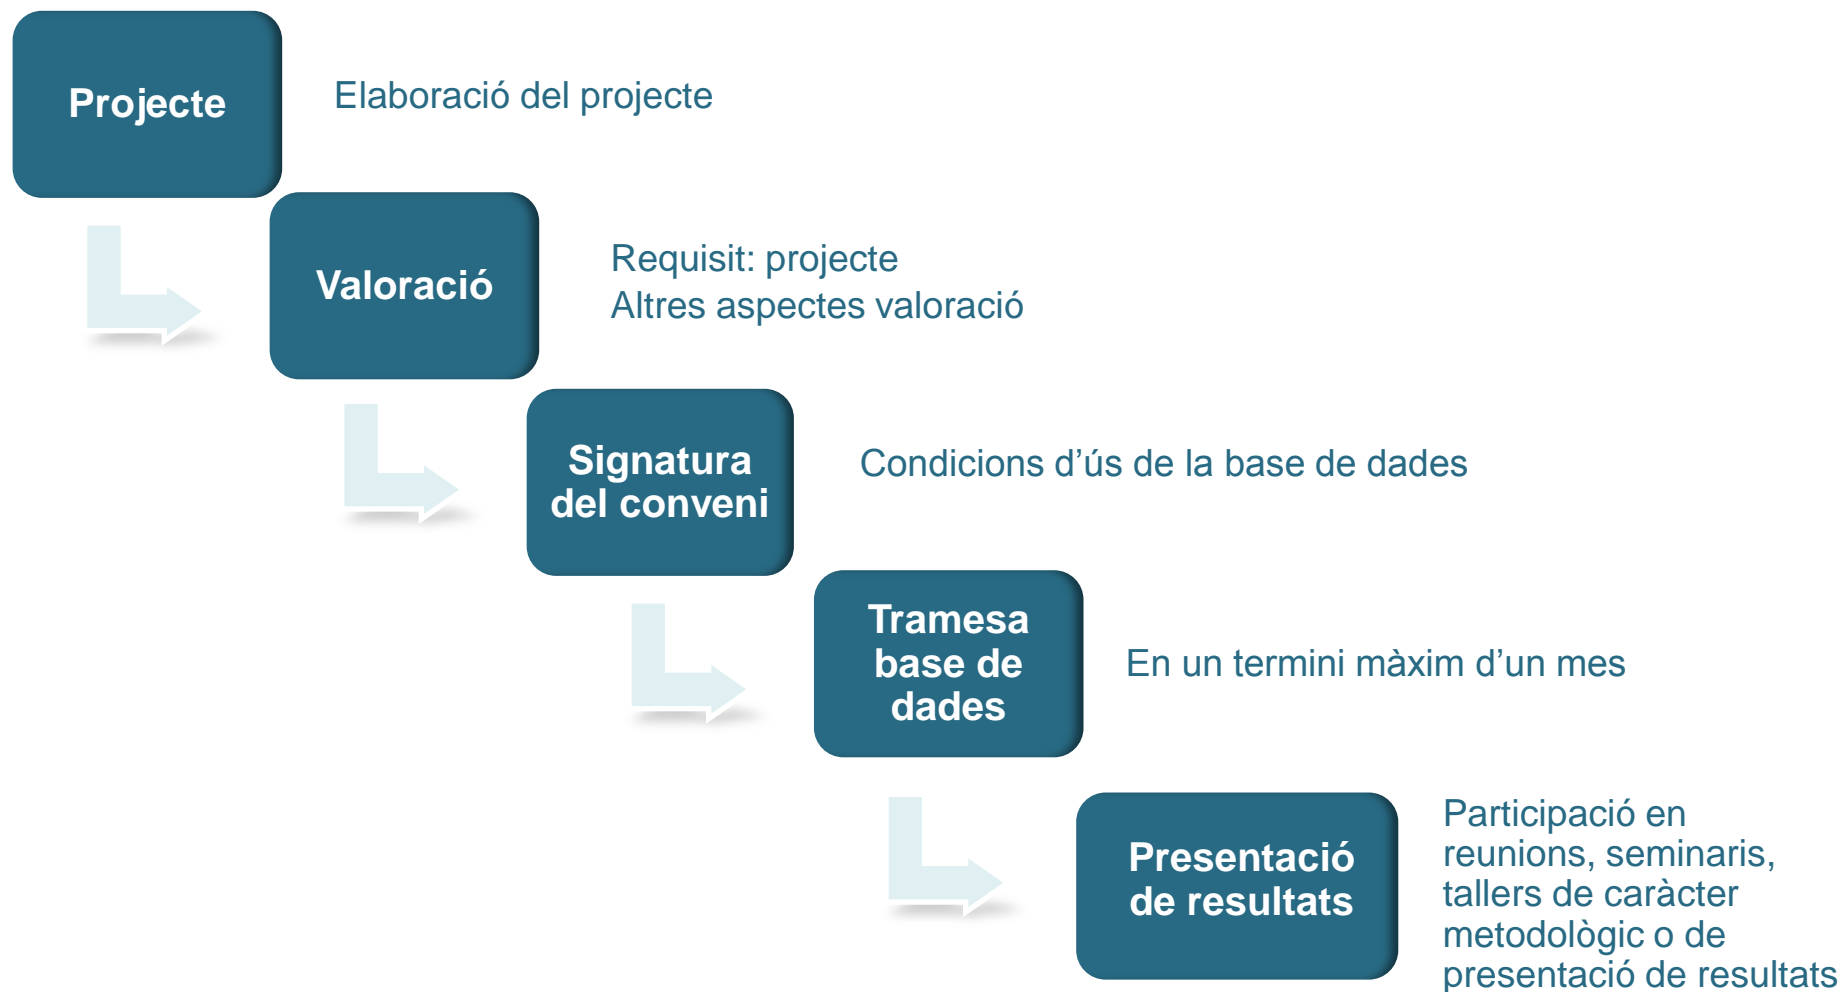 Projecte
Elaboració del projecte
Valoració
Requisit: projecte
Altres aspectes valoració
Signatura
del conveni
Condicions d’ús de la base de dades
Tramesa
base de
dades
En un termini màxim d’un mes
Presentació
de resultats
Participació en
reunions, seminaris,
tallers de caràcter
metodològic o de
presentació de resultats